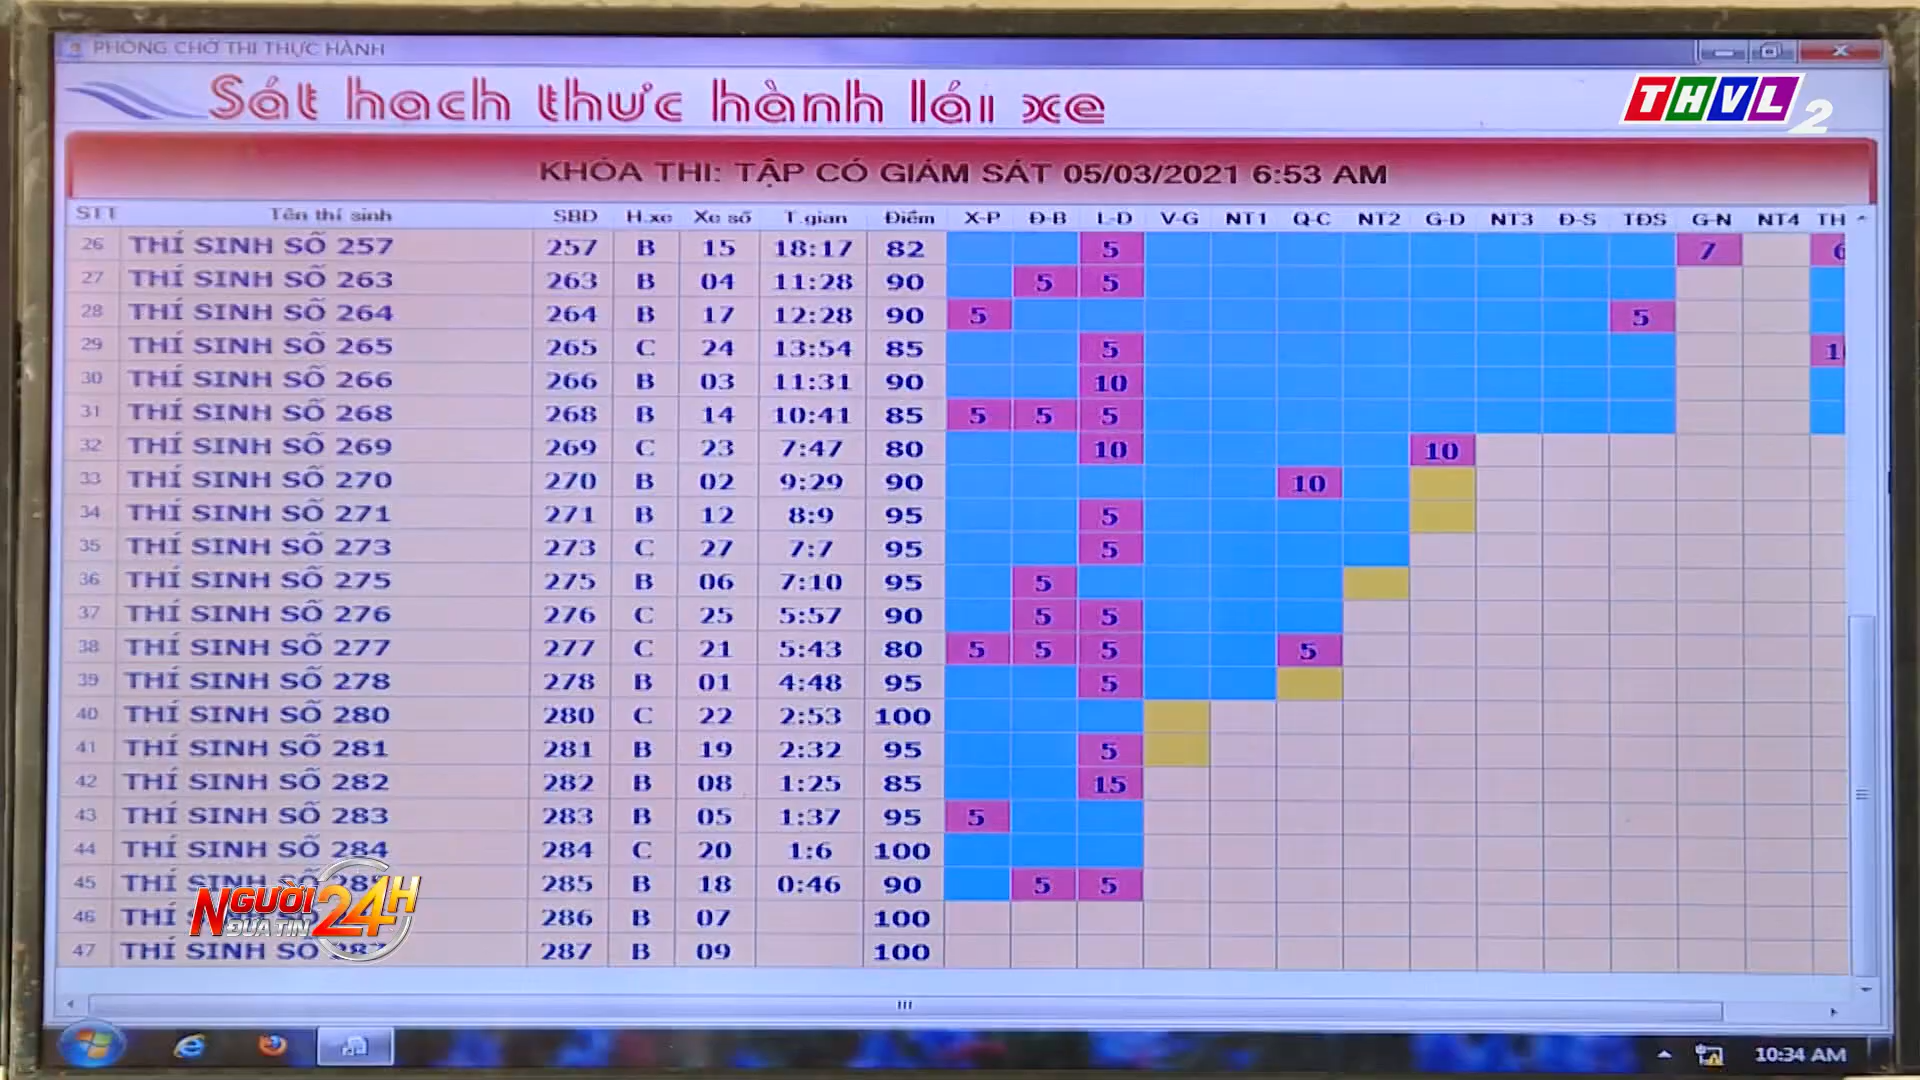 PHÒNG CHỜ THI THỰC HÀNH
THVL 2
Sát hach thưc hành lái xe
KHÓA THI: TẬP CÓ GIÁM SÁT 05/03/2021 6:53 AM
STT Tên thí sinh SBD H.xe Xe số T.gian Điểm X-P Đ-B L-D V-G NT1 Q-C NT2 G-D NT3 Đ-S TĐS G-N NT4 TH
26 THÍ SINH SỐ 257 257 B 15 18:17 82 5 7 6
27 THÍ SINH SỐ 263 263 B 04 11:28 90 5 5
28 THÍ SINH SỐ 264 264 B 17 12:28 90 5 5
29 THÍ SINH SỐ 265 265 C 24 13:54 85 5 1
30 THÍ SINH SỐ 266 266 B 03 11:31 90 10
31 THÍ SINH SỐ 268 268 B 14 10:41 85 5 5 5
32 THÍ SINH SỐ 269 269 C 23 7:47 80 10 10
33 THÍ SINH SỐ 270 270 B 02 9:29 90 10
34 THÍ SINH SỐ 271 271 B 12 8:9 95 5
35 THÍ SINH SỐ 273 273 C 27 7:7 95 5
36 THÍ SINH SỐ 275 275 B 06 7:10 95 5
37 THÍ SINH SỐ 276 276 C 25 5:57 90 5 5
38 THÍ SINH SỐ 277 277 C 21 5:43 80 5 5 5 5
39 THÍ SINH SỐ 278 278 B 01 4:48 95 5
40 THÍ SINH SỐ 280 280 C 22 2:53 100
41 THÍ SINH SỐ 281 281 B 19 2:32 95 5
42 THÍ SINH SỐ 282 282 B 08 1:25 85 15
43 THÍ SINH SỐ 283 283 B 05 1:37 95 5
44 THÍ SINH SỐ 284 284 C 20 1:6 100
45 THÍ SINH SỐ 285 285 B 18 0:46 90 5 5
46 THÍ SINH SỐ 286 B 07 100
47 THÍ SINH SỐ 287 287 B 09 100
NGƯỜI ĐƯA TIN 24H
10:34 AM